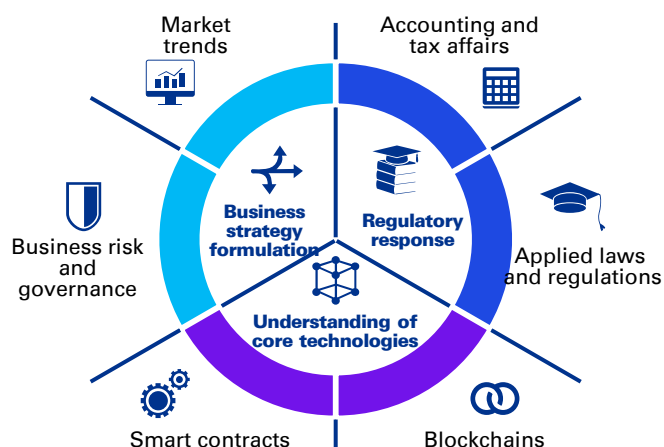 Market
trends
Accounting and
tax affairs
Business
strategy
formulation
Regulatory
response
Business risk
and
governance
Applied laws
and regulations
Understanding of
core technologies
Smart contracts
Blockchains